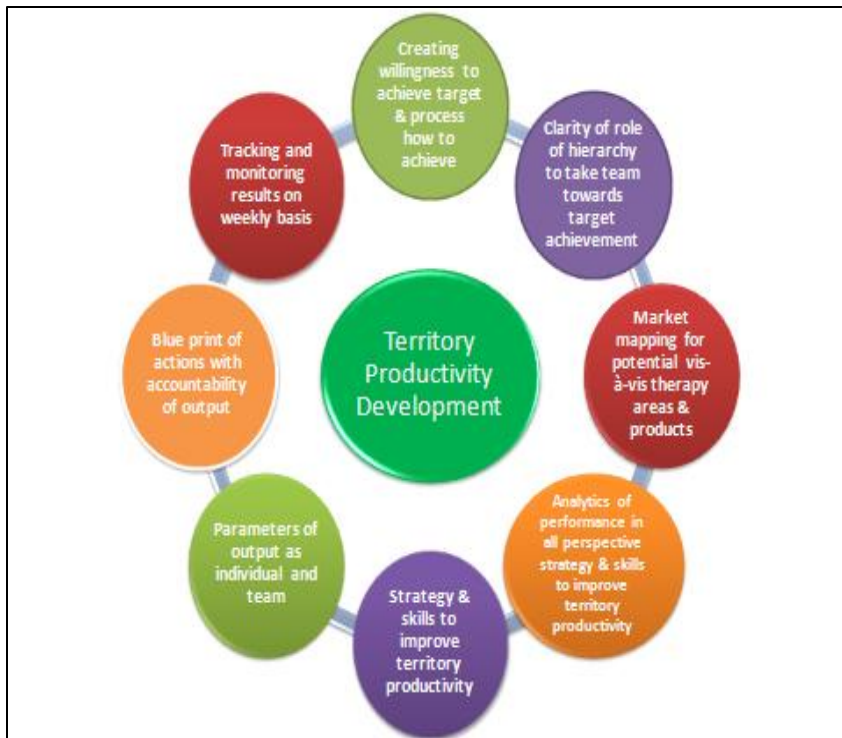 Creating
willingness to
achieve target
& process
how to
achieve
Clarity of role
of hierarchy
to take team
towards
target
achievement
Market
mapping for
potential vis-
à-vis therapy
areas &
products
Analytics of
performance in
all perspective
strategy & skills
to improve
territory
productivity
Strategy &
skills to
improve
territory
productivity
Parameters of
output as
individual and
team
Blue print of
actions with
accountability
of output
Tracking and
monitoring
results on
weekly basis
Territory
Productivity
Development